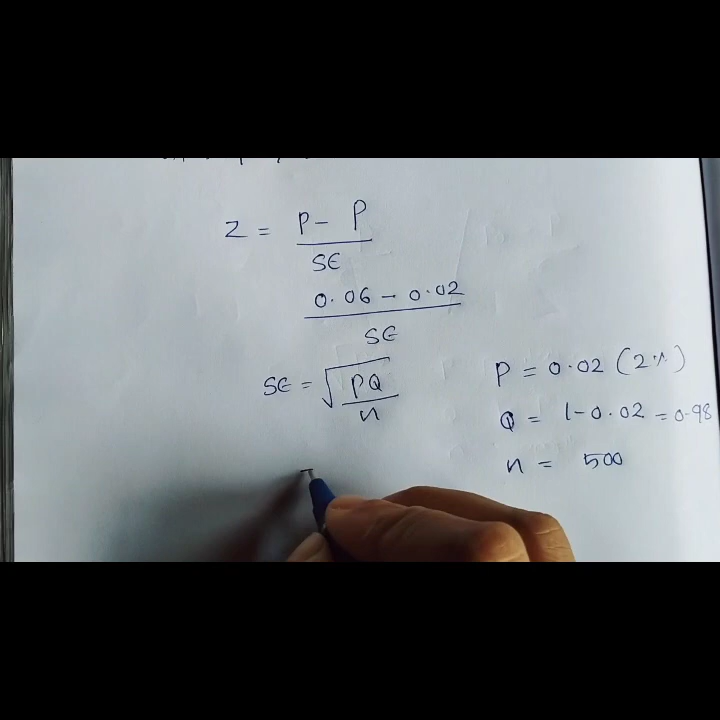 Z = P - P / SE
0.06 - 0.02 / SE
SE = √PQ/n
P = 0.02 (2%)
Q = 1-0.02 = 0.98
n = 500